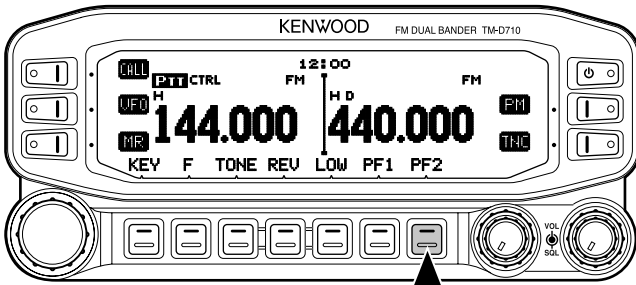 KENWOOD FM DUAL BANDER TM-D710
12:00
CALL PTT CTRL FM FM
VFO H H D PM
144.000 440.000
MR TNC
KEY F TONE REV LOW PF1 PF2
VOL
SQL